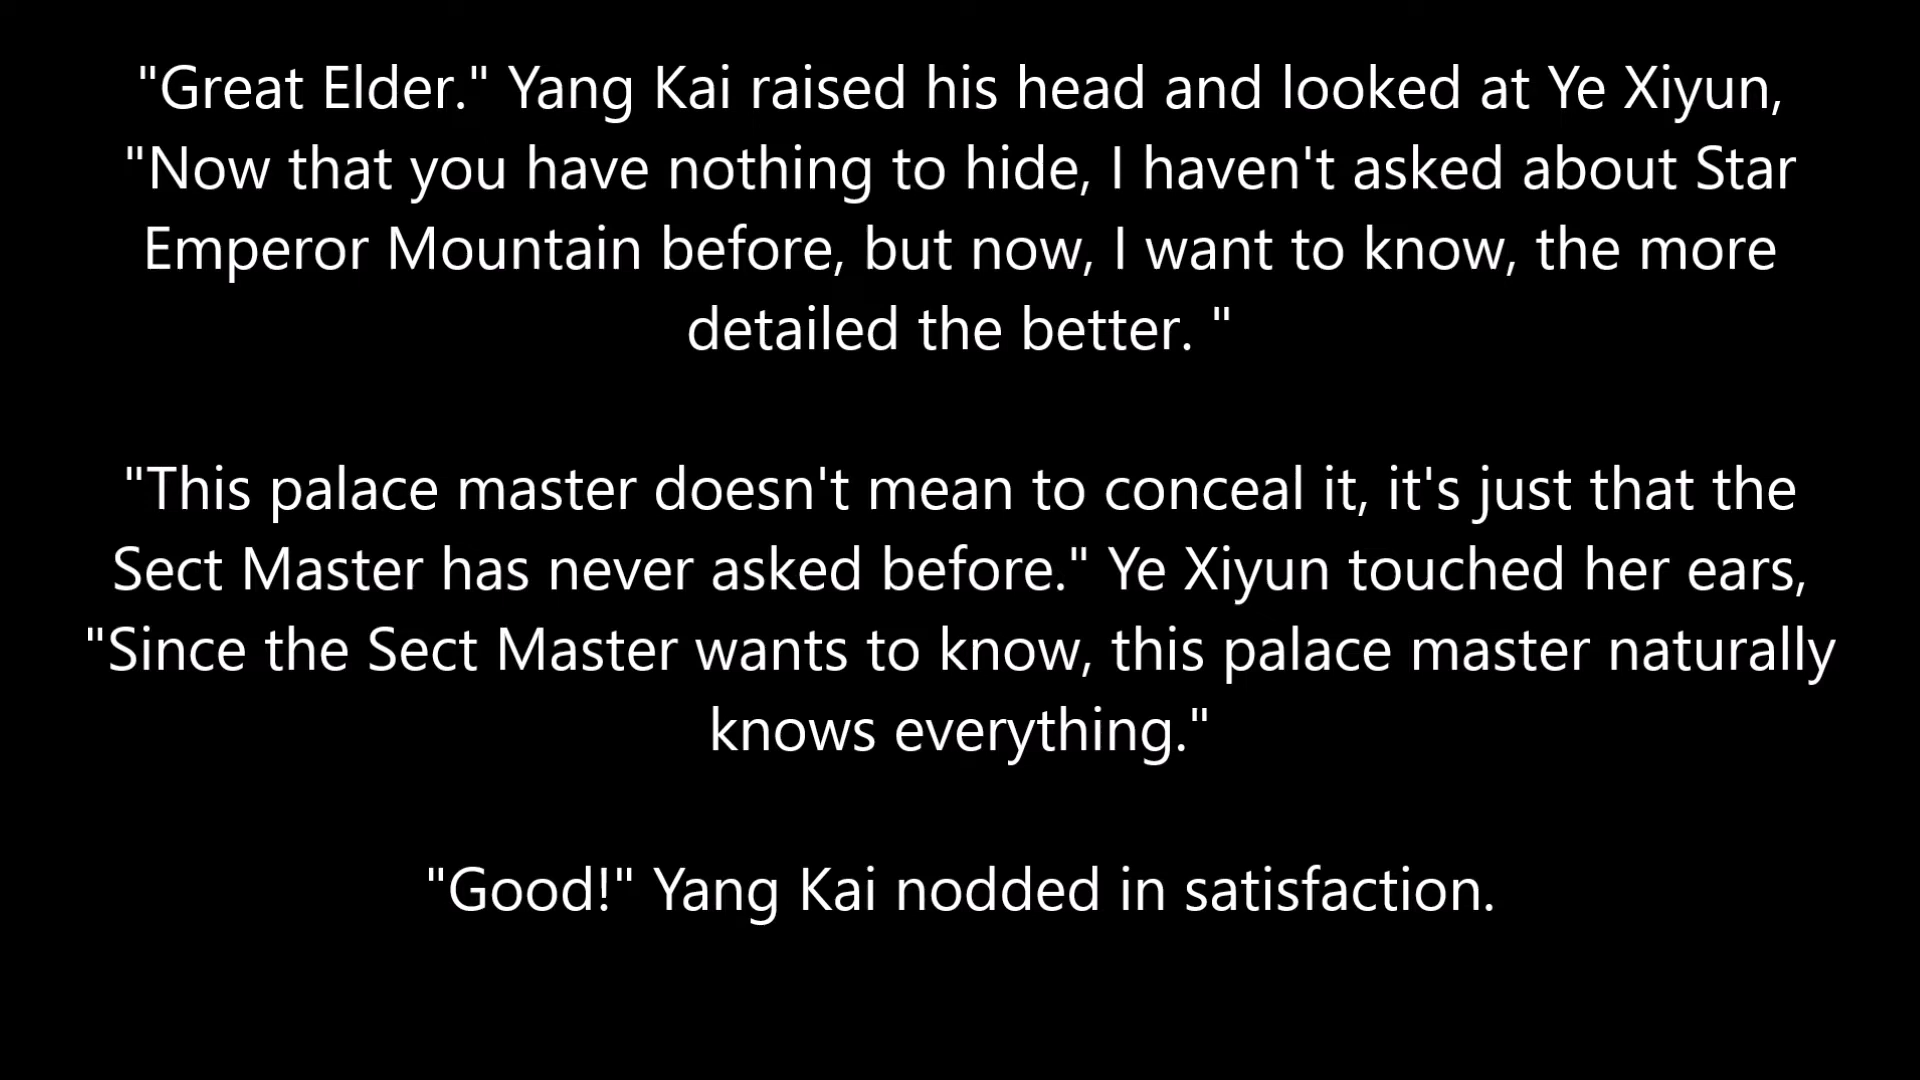 "Great Elder." Yang Kai raised his head and looked at Ye Xiyun,
"Now that you have nothing to hide, I haven't asked about Star
Emperor Mountain before, but now, I want to know, the more
detailed the better. "
"This palace master doesn't mean to conceal it, it's just that the
Sect Master has never asked before." Ye Xiyun touched her ears,
"Since the Sect Master wants to know, this palace master naturally
knows everything."
"Good!" Yang Kai nodded in satisfaction.